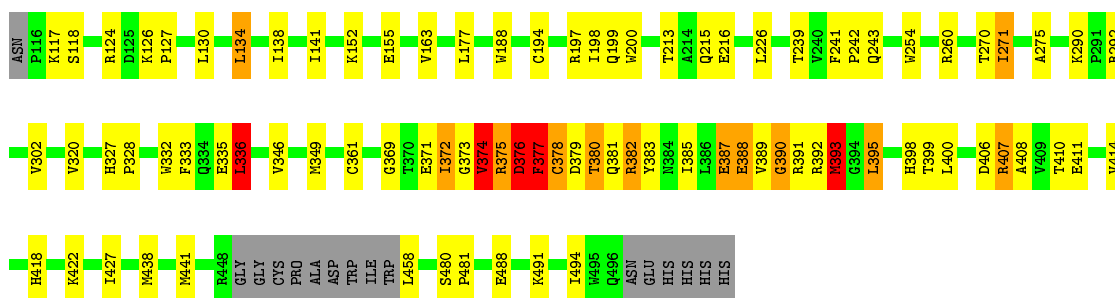 ASN P116 K117 S118 R124 D125 K126 P127 L130 L134 I138 I141 K152 E155 V163 L177 W188 C194 R197 I198 Q199 W200 T213 A214 Q215 E216 L226 T239 V240 F241 P242 Q243 W254 R260 T270 I271 A275 K290 P291 R292
V302 V320 H327 P328 W332 F333 Q334 E335 L336 V346 M349 C361 G369 T370 E371 I372 G373 V374 R375 D376 F377 C378 D379 T380 Q381 R382 Y383 N384 I385 L386 E387 E388 V389 G390 R391 R392 M393 G394 L395 H398 T399 L400 D406 R407 A408 V409 T410 E411 V414
H418 K422 I427 M438 M441 R448 GLY GLY CYS PRO ALA ASP TRP ILE TRP L458 S480 P481 E488 K491 I494 W495 Q496 ASN GLU HIS HIS HIS HIS